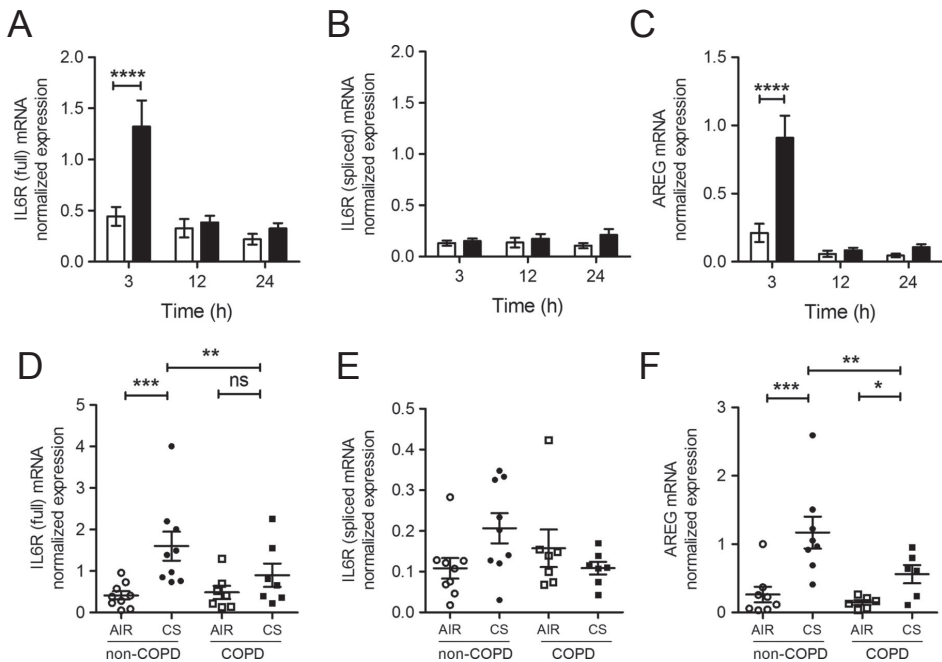 A
B
C
IL6R (full) mRNA
normalized expression
2.0
1.5
1.0
0.5
0.0
****
3
12
24
Time (h)
IL6R (spliced) mRNA
normalized expression
2.0
1.5
1.0
0.5
0.0
3
12
24
Time (h)
AREG mRNA
normalized expression
1.5
1.0
0.5
0.0
****
3
12
24
Time (h)
D
E
F
IL6R (full) mRNA
normalized expression
5
4
3
2
1
0
***
**
ns
AIR
CS
AIR
CS
non-COPD
COPD
IL6R (spliced mRNA
normalized expression
0.5
0.4
0.3
0.2
0.1
0.0
AIR
CS
AIR
CS
non-COPD
COPD
AREG mRNA
normalized expression
3
2
1
0
***
**
*
AIR
CS
AIR
CS
non-COPD
COPD